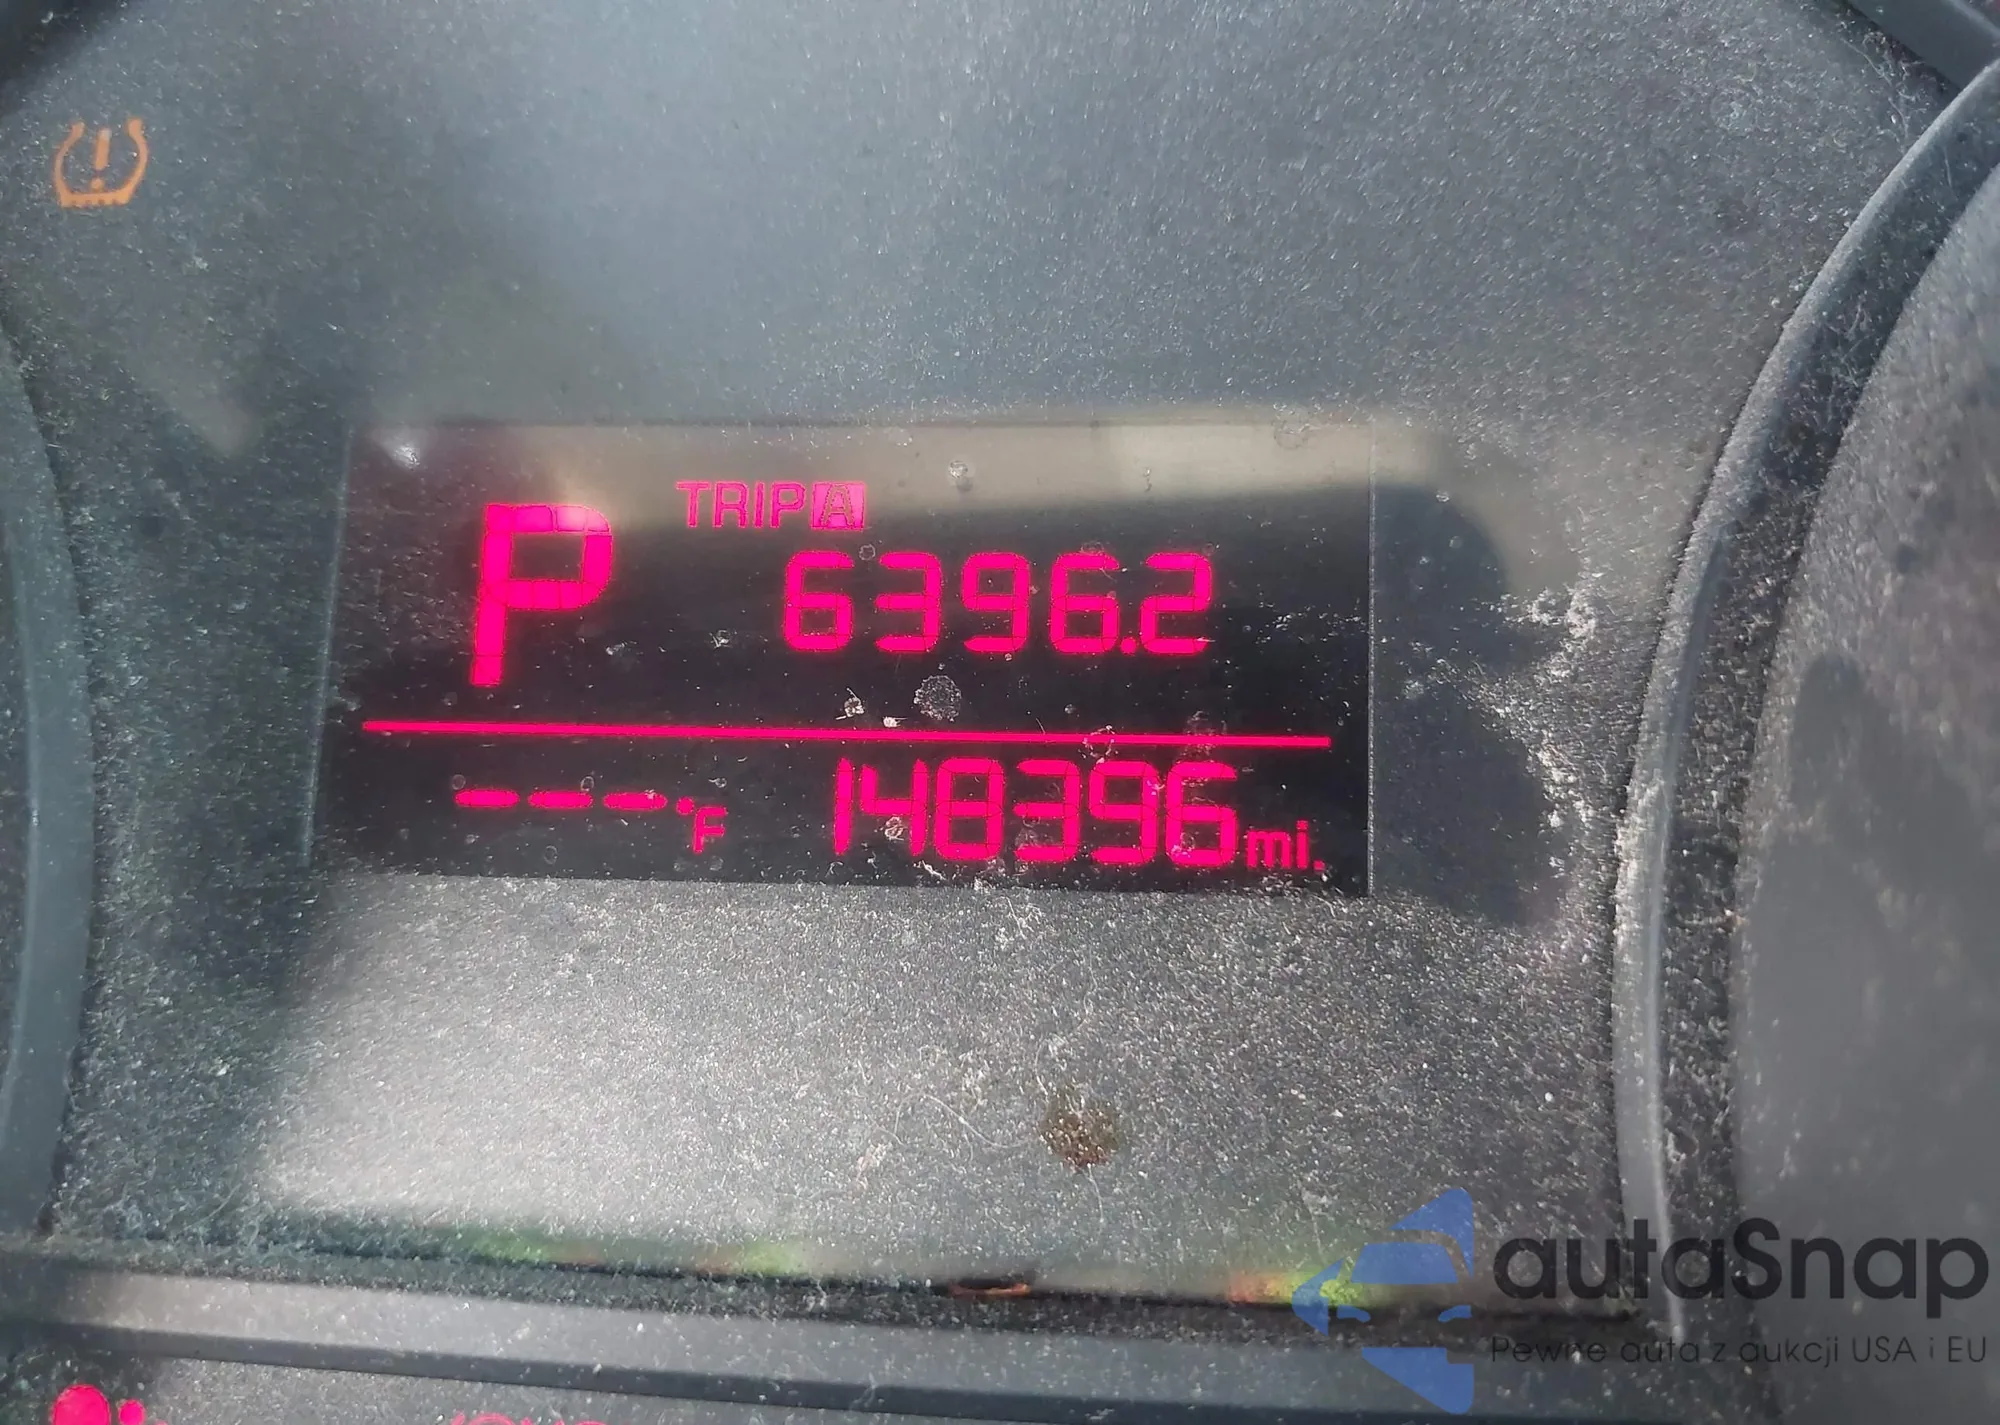 TRIP A
P 6396.2
---°F 148396 mi.
autaSnap
Pewne auta z aukcji USA i EU